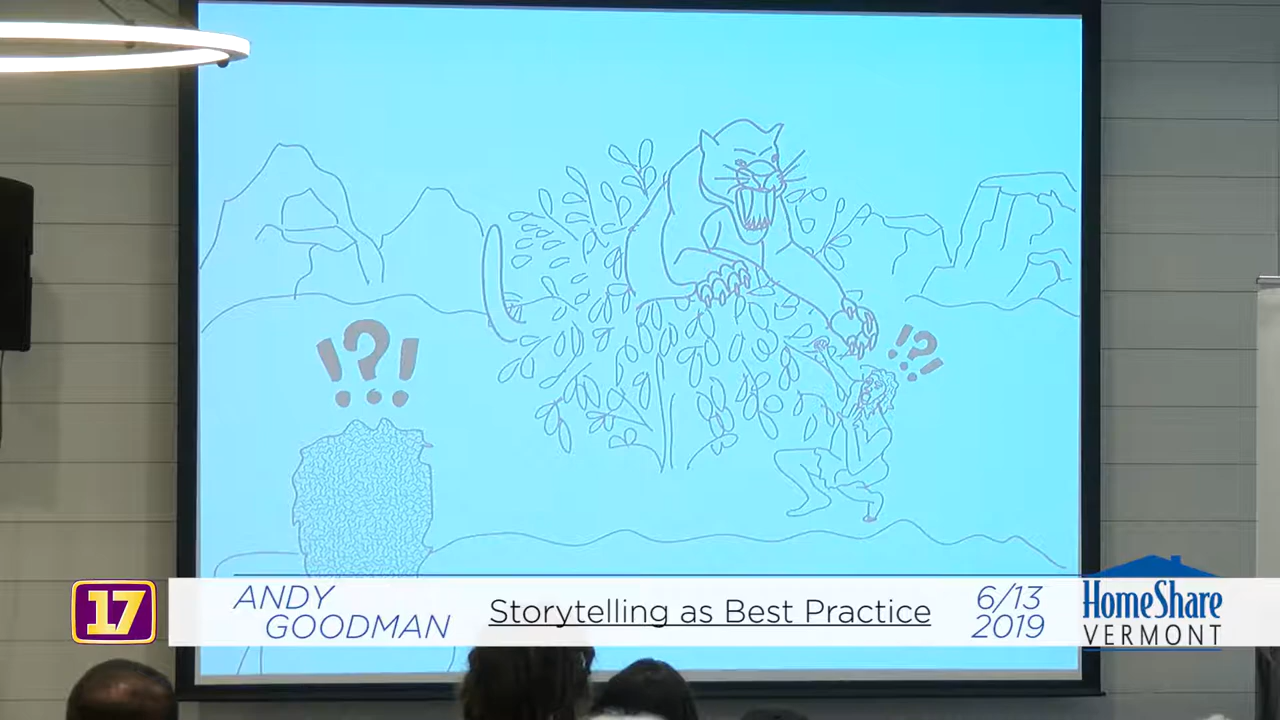 !?!
!?!
17
ANDY
GOODMAN
Storytelling as Best Practice
6/13
2019
HomeShare
VERMONT